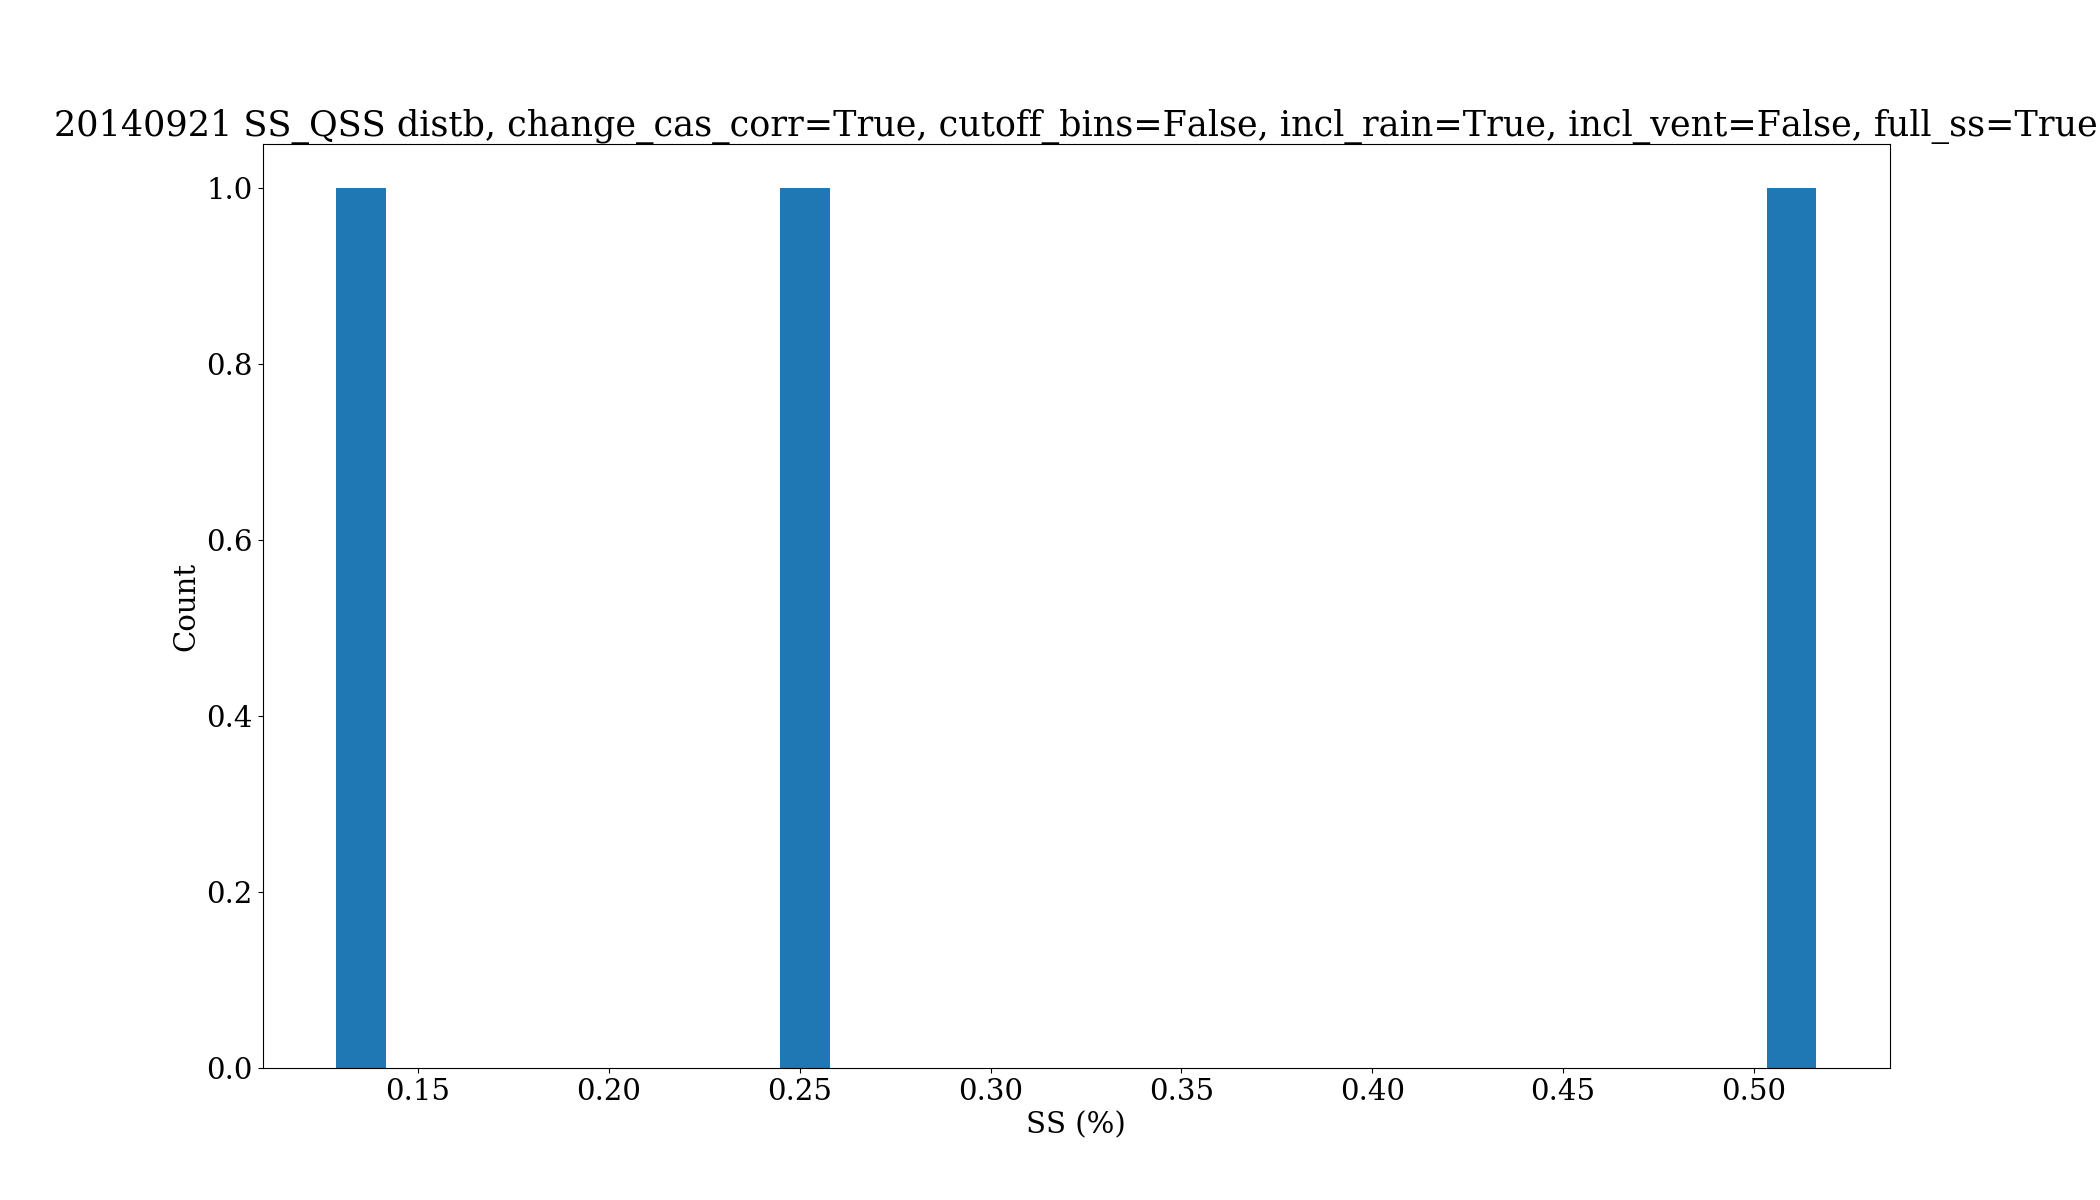 20140921 SS_QSS distb, change_cas_corr=True, cutoff_bins=False, incl_rain=True, incl_vent=False, full_ss=True
1.0
0.8
0.6
0.4
0.2
0.0
Count
0.15 0.20 0.25 0.30 0.35 0.40 0.45 0.50
SS (%)